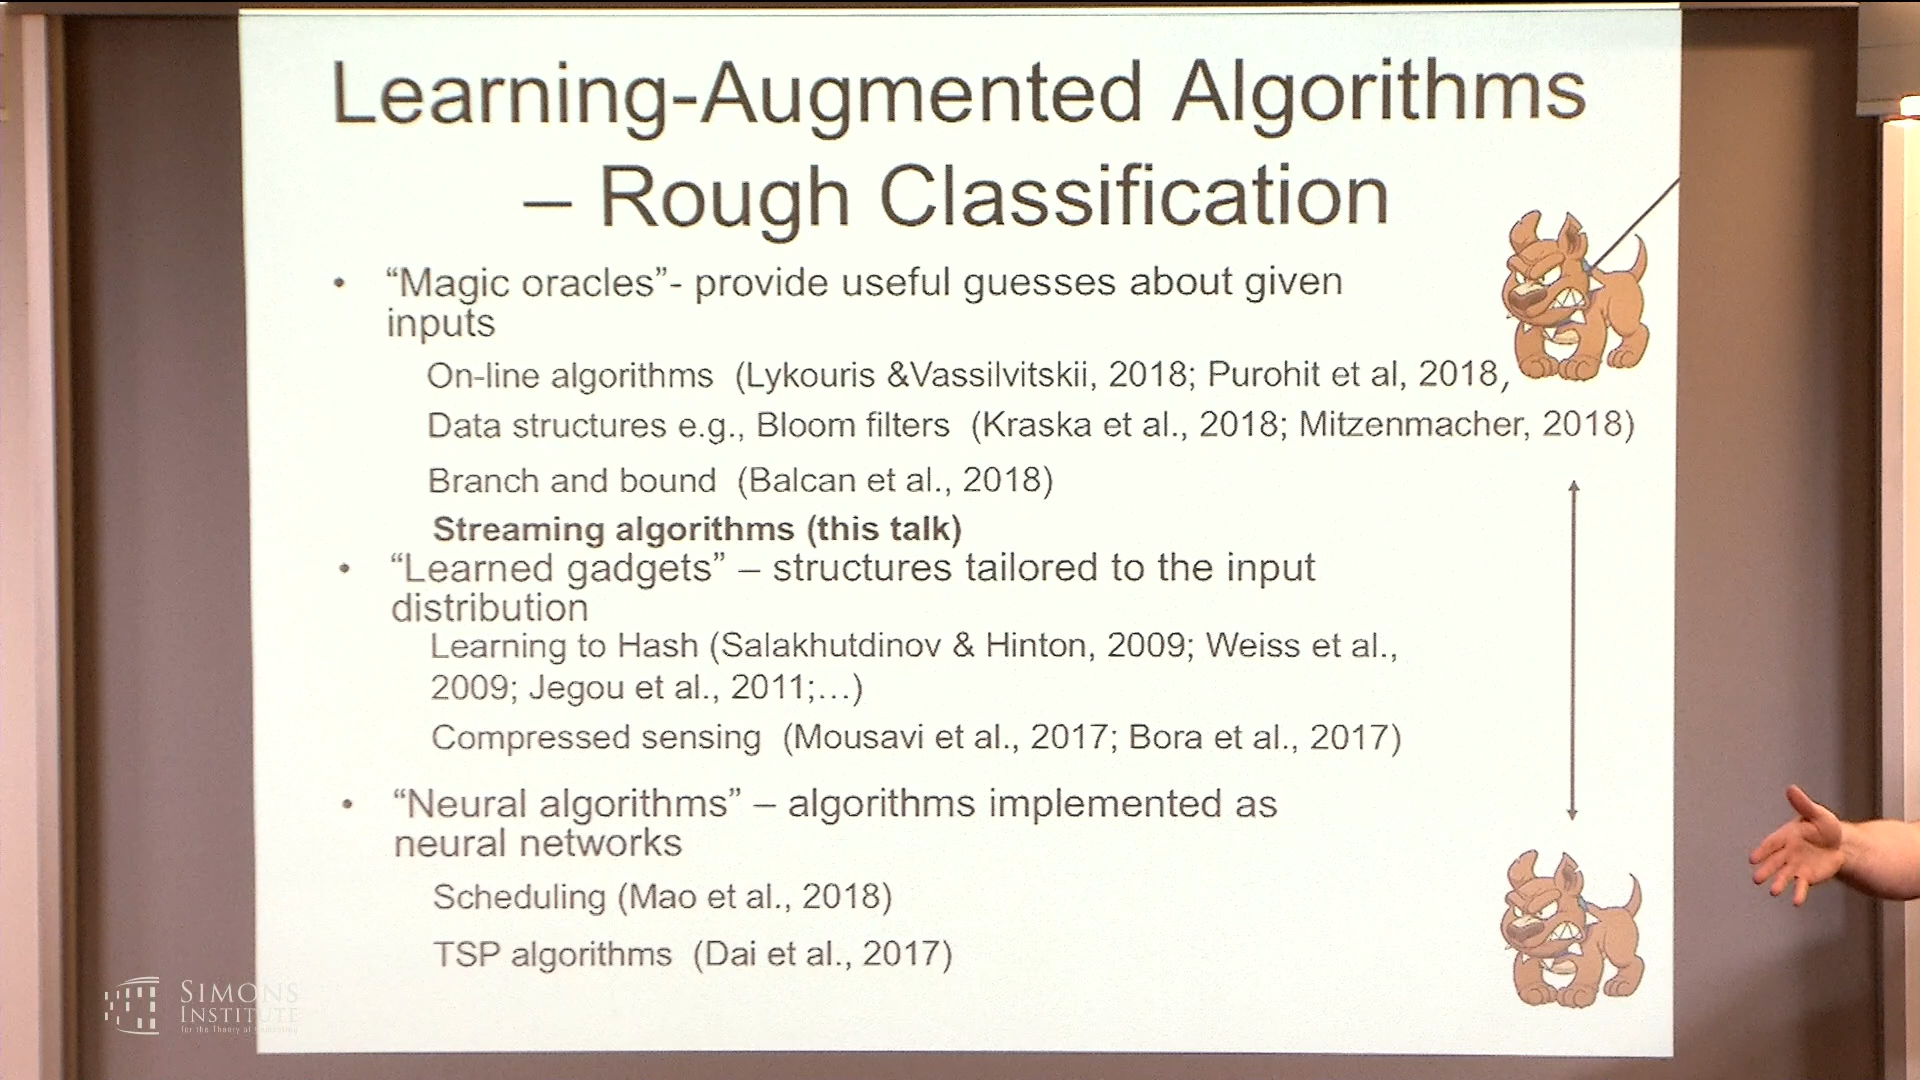 Learning-Augmented Algorithms
– Rough Classification
• “Magic oracles”- provide useful guesses about given
inputs
On-line algorithms (Lykouris &Vassilvitskii, 2018; Purohit et al, 2018,
Data structures e.g., Bloom filters (Kraska et al., 2018; Mitzenmacher, 2018)
Branch and bound (Balcan et al., 2018)
Streaming algorithms (this talk)
• “Learned gadgets” – structures tailored to the input
distribution
Learning to Hash (Salakhutdinov & Hinton, 2009; Weiss et al.,
2009; Jegou et al., 2011;…)
Compressed sensing (Mousavi et al., 2017; Bora et al., 2017)
• “Neural algorithms” – algorithms implemented as
neural networks
Scheduling (Mao et al., 2018)
TSP algorithms (Dai et al., 2017)
SIMONS
INSTITUTE
for the Theory of Computing